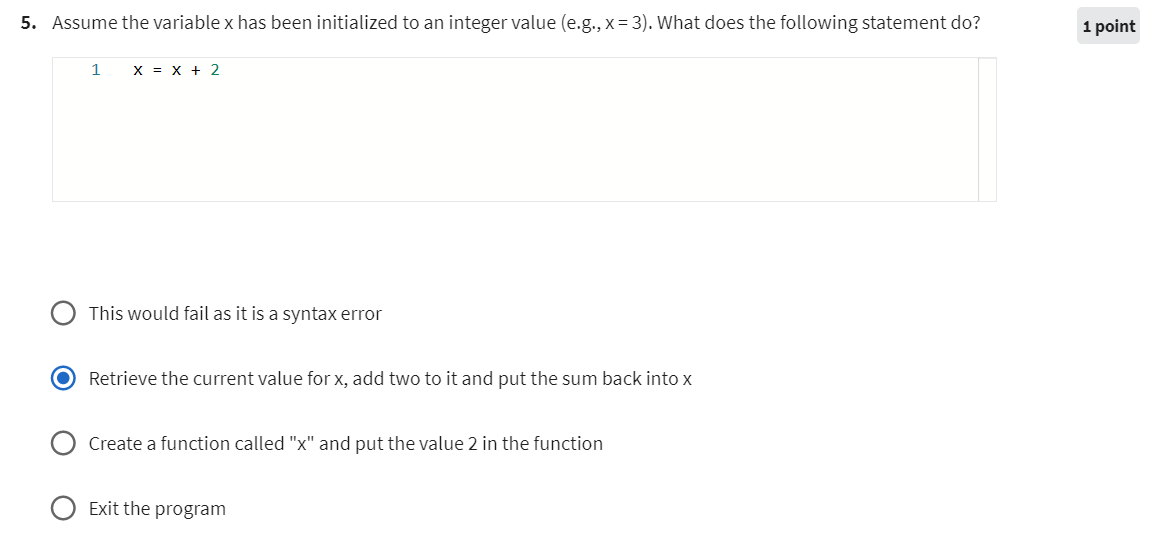 5. Assume the variable x has been initialized to an integer value (e.g., x = 3). What does the following statement do?
1 point
1 x = x + 2
This would fail as it is a syntax error
Retrieve the current value for x, add two to it and put the sum back into x
Create a function called "x" and put the value 2 in the function
Exit the program